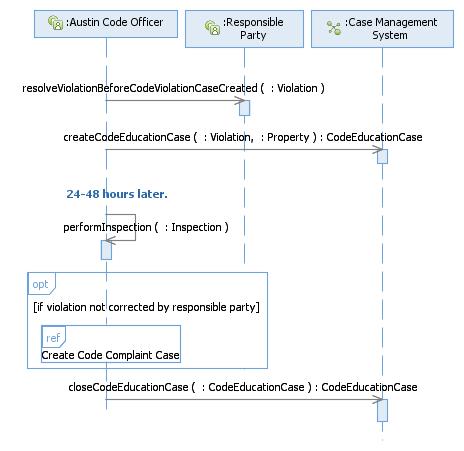 :Austin Code Officer
:Responsible
Party
:Case Management
System
resolveViolationBeforeCodeViolationCaseCreated ( : Violation )
createCodeEducationCase ( : Violation, : Property ) : CodeEducationCase
24-48 hours later.
performInspection ( : Inspection )
opt
[if violation not corrected by responsible party]
ref
Create Code Complaint Case
closeCodeEducationCase ( : CodeEducationCase ) : CodeEducationCase